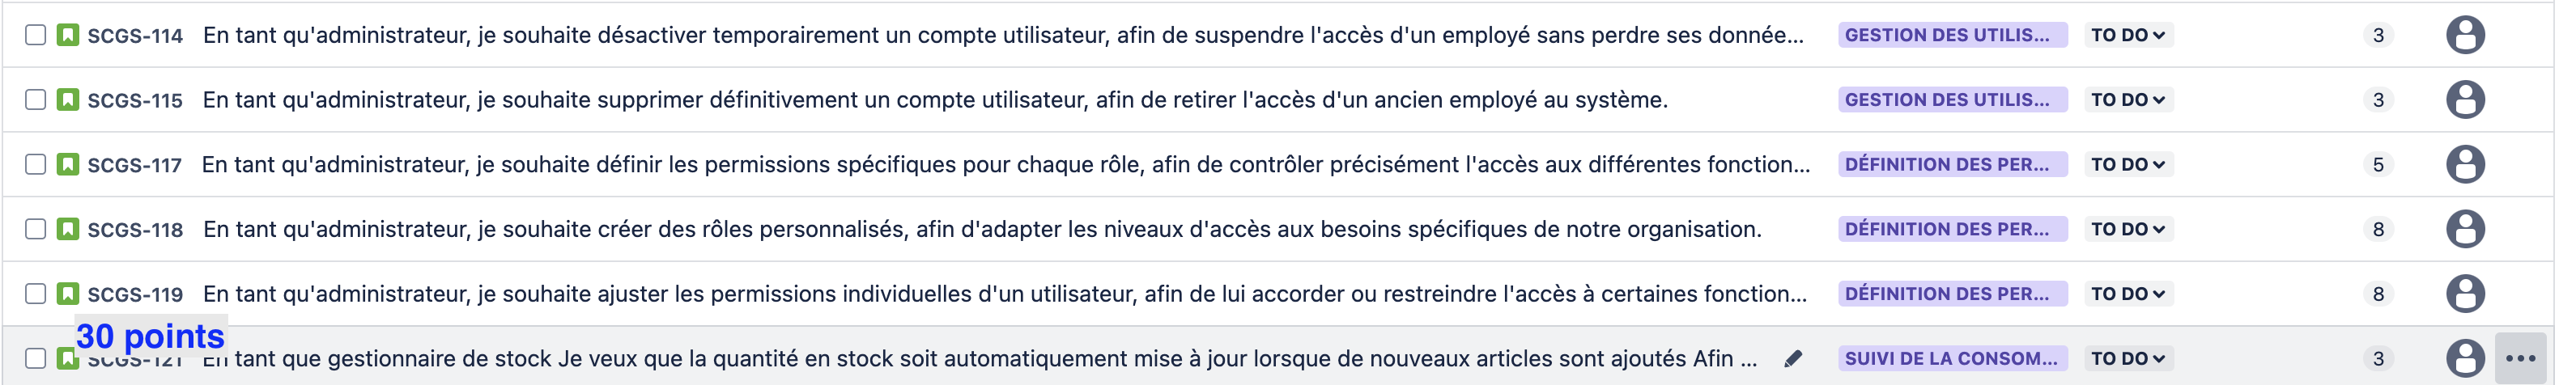 SCGS-114 En tant qu'administrateur, je souhaite désactiver temporairement un compte utilisateur, afin de suspendre l'accès d'un employé sans perdre ses donnée... GESTION DES UTILIS... TO DO 3
SCGS-115 En tant qu'administrateur, je souhaite supprimer définitivement un compte utilisateur, afin de retirer l'accès d'un ancien employé au système. GESTION DES UTILIS... TO DO 3
SCGS-117 En tant qu'administrateur, je souhaite définir les permissions spécifiques pour chaque rôle, afin de contrôler précisément l'accès aux différentes fonction... DÉFINITION DES PER... TO DO 5
SCGS-118 En tant qu'administrateur, je souhaite créer des rôles personnalisés, afin d'adapter les niveaux d'accès aux besoins spécifiques de notre organisation. DÉFINITION DES PER... TO DO 8
SCGS-119 En tant qu'administrateur, je souhaite ajuster les permissions individuelles d'un utilisateur, afin de lui accorder ou restreindre l'accès à certaines fonction... DÉFINITION DES PER... TO DO 8
30 points
SCGS-121 En tant que gestionnaire de stock Je veux que la quantité en stock soit automatiquement mise à jour lorsque de nouveaux articles sont ajoutés Afin ... SUIVI DE LA CONSOM... TO DO 3